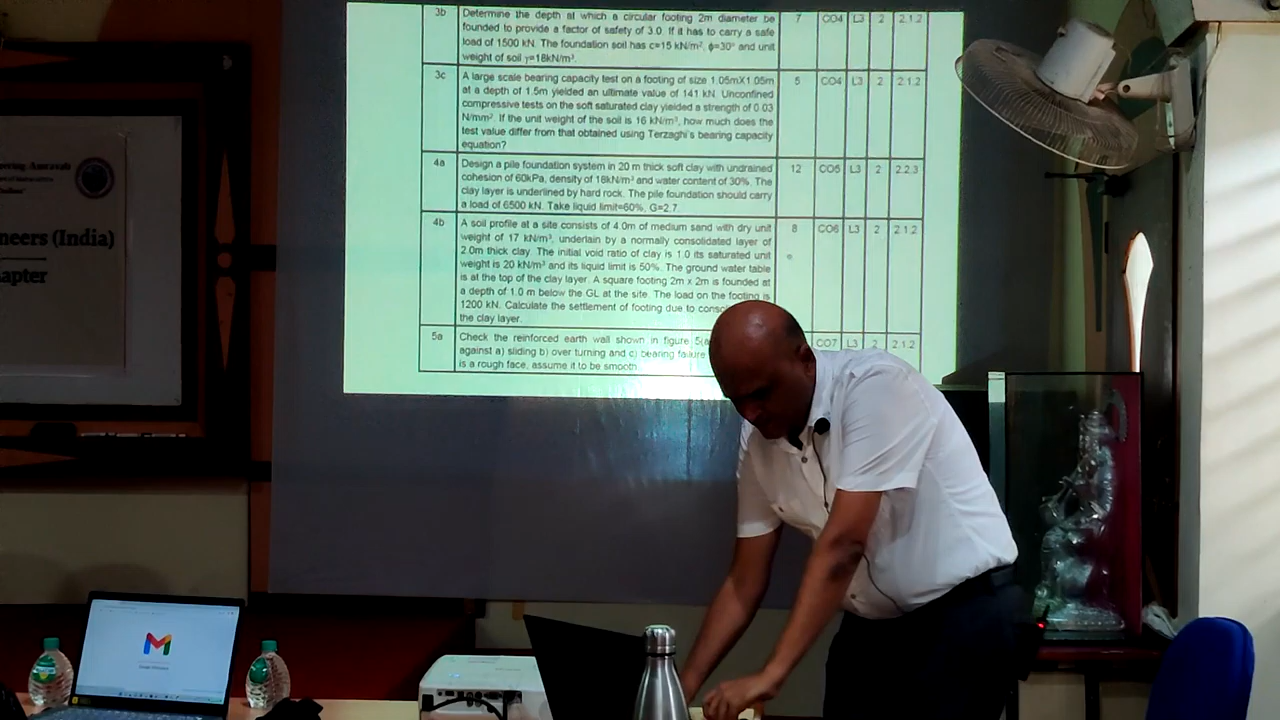 3b Determine the depth at which a circular footing 2m diameter be 7 CO4 L3 2 2.1.2
founded to provide a factor of safety of 3.0. If it has to carry a safe
load of 1500 kN. The foundation soil has c=15 kN/m², ϕ=30° and unit
weight of soil γ=18kN/m³.
3c A large scale bearing capacity test on a footing of size 1.05mX1.05m 5 CO4 L3 2 2.1.2
at a depth of 1.5m yielded an ultimate value of 141 kN. Unconfined
compressive tests on the soft saturated clay yielded a strength of 0.03
N/mm². If the unit weight of the soil is 16 kN/m³, how much does the
test value differ from that obtained using Terzaghi's bearing capacity
equation?
4a Design a pile foundation system in 20 m thick soft clay with undrained 12 CO5 L3 2 2.2.3
cohesion of 60kPa, density of 18kN/m³ and water content of 30%. The
clay layer is underlined by hard rock. The pile foundation should carry
a load of 6500 kN. Take liquid limit=60%, G=2.7.
4b A soil profile at a site consists of 4.0m of medium sand with dry unit 8 CO6 L3 2 2.1.2
weight of 17 kN/m³, underlain by a normally consolidated layer of
2.0m thick clay. The initial void ratio of clay is 1.0 its saturated unit
weight is 20 kN/m³ and its liquid limit is 50%. The ground water table
is at the top of the clay layer. A square footing 2m x 2m is founded at
a depth of 1.0 m below the GL at the site. The load on the footing is
1200 kN. Calculate the settlement of footing due to consol
the clay layer.
5a Check the reinforced earth wall shown in figure 5(a CO7 L3 2 2.1.2
against a) sliding b) over turning and c) bearing failure
is a rough face, assume it to be smooth
neering Amravati
neers (India)
apter